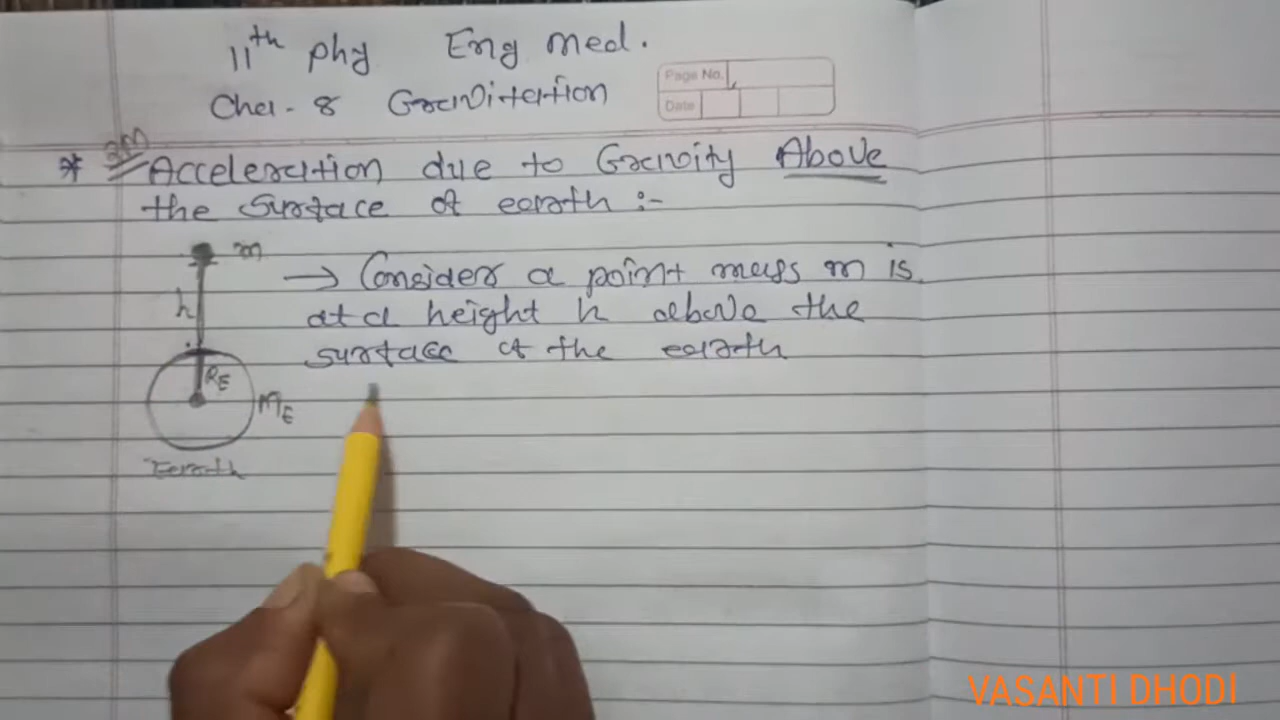 11th phy Eng med.
Cha - 8 Gravitation
Page No.
Date
* 3M Acceleration due to Gravity Above
the Surface of earth :-
m
→ Consider a point mass m is
h
at a height h above the
surface of the earth
RE
ME
Earth
VASANTI DHODI